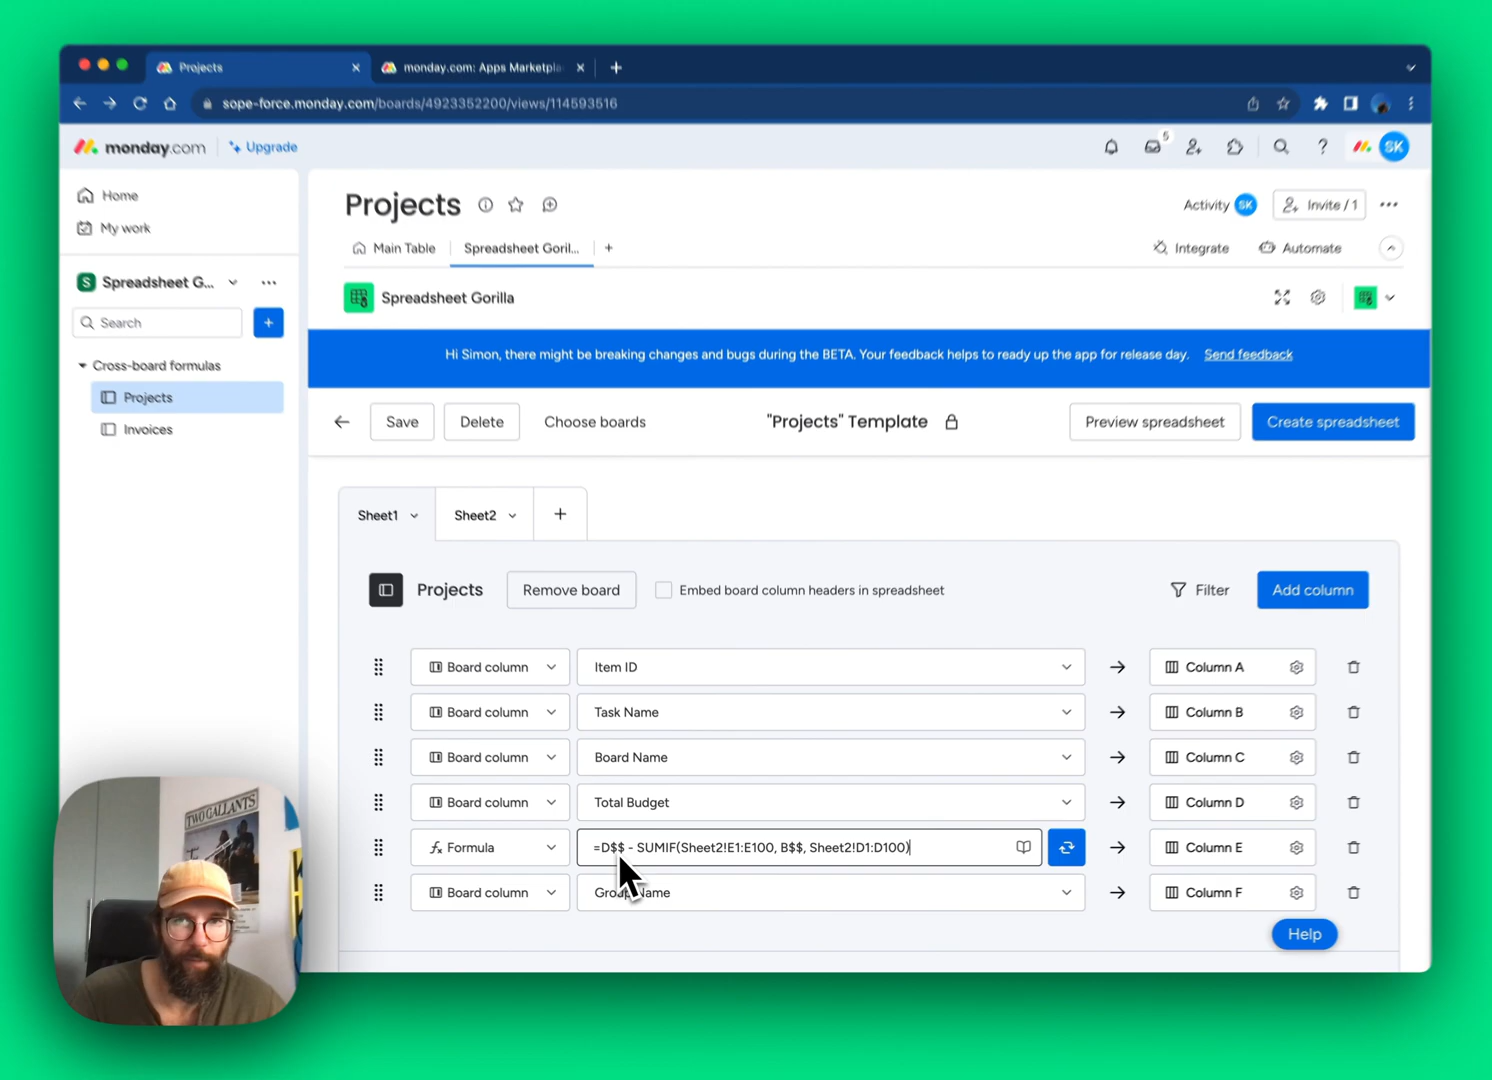 Projects
monday.com: Apps Marketpla
sope-force.monday.com/boards/4923352200/views/114593516
monday.com
Upgrade
5
SK
Home
My work
S Spreadsheet G...
Search
Cross-board formulas
Projects
Invoices
Projects
Activity SK
Invite / 1
Main Table
Spreadsheet Goril...
Integrate
Automate
Spreadsheet Gorilla
Hi Simon, there might be breaking changes and bugs during the BETA. Your feedback helps to ready up the app for release day. Send feedback
Save
Delete
Choose boards
"Projects" Template
Preview spreadsheet
Create spreadsheet
Sheet1
Sheet2
Projects
Remove board
Embed board column headers in spreadsheet
Filter
Add column
Board column
Item ID
Column A
Board column
Task Name
Column B
Board column
Board Name
Column C
Board column
Total Budget
Column D
Formula
=D$$ - SUMIF(Sheet2!E1:E100, B$$, Sheet2!D1:D100)
Column E
Board column
Group Name
Column F
Help
TWO GALLANTS